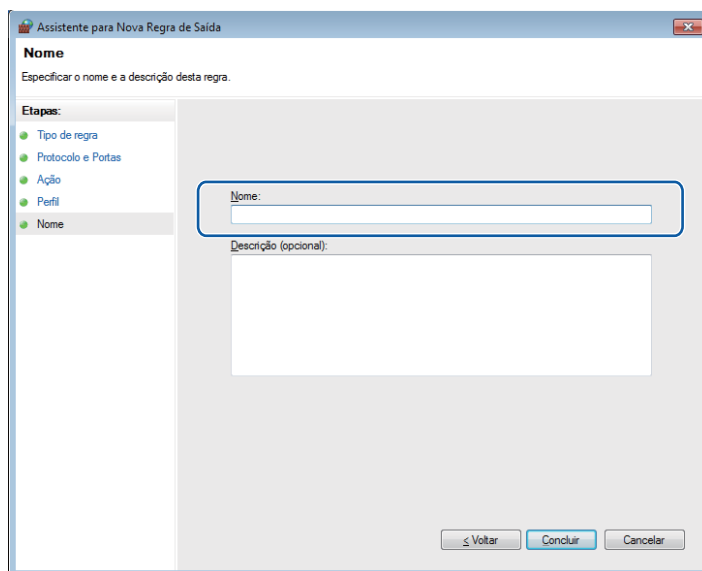 Assistente para Nova Regra de Saída
Nome
Especificar o nome e a descrição desta regra.
Etapas:
Tipo de regra
Protocolo e Portas
Ação
Perfil
Nome
Nome:
Descrição (opcional):
< Voltar
Concluir
Cancelar